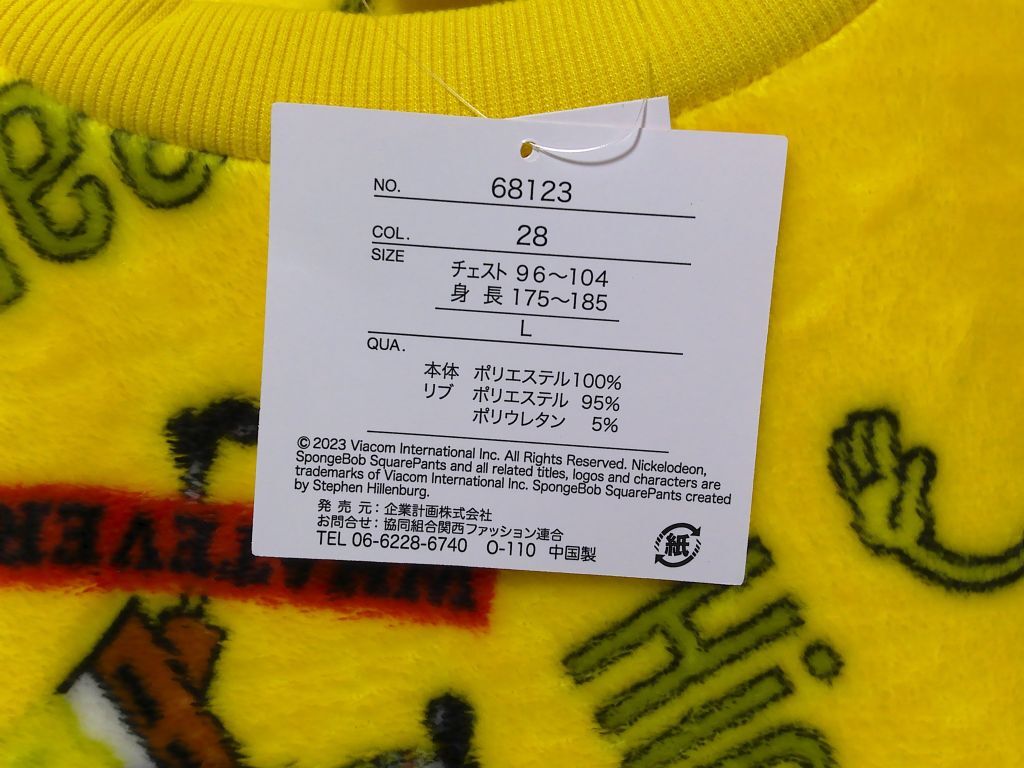 NO. 68123
COL. 28
SIZE
チェスト 96～104
身 長 175～185
L
QUA.
本体 ポリエステル100%
リブ ポリエステル 95%
ポリウレタン 5%
© 2023 Viacom International Inc. All Rights Reserved. Nickelodeon,
SpongeBob SquarePants and all related titles, logos and characters are
trademarks of Viacom International Inc. SpongeBob SquarePants created
by Stephen Hillenburg.
発 売 元：企業計画株式会社
お問合せ：協同組合関西ファッション連合
TEL 06-6228-6740 O-110 中国製
紙
WHATEVER
Hi